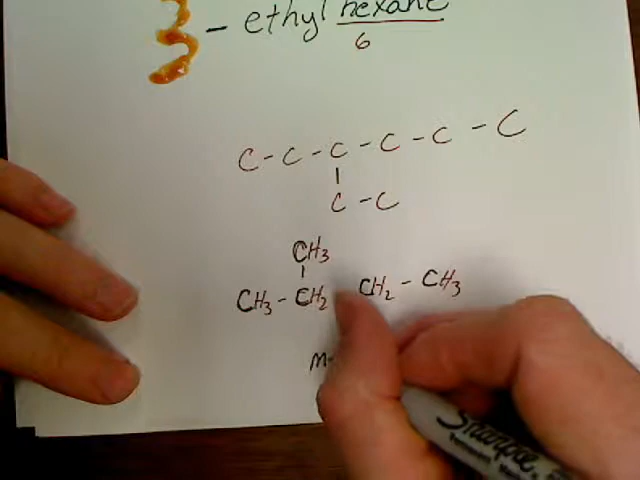 3 - ethyl hexane
6
C - C - C - C - C - C
|
C - C
CH3
|
CH3 - CH2 CH2 - CH3
M-
Sharpie